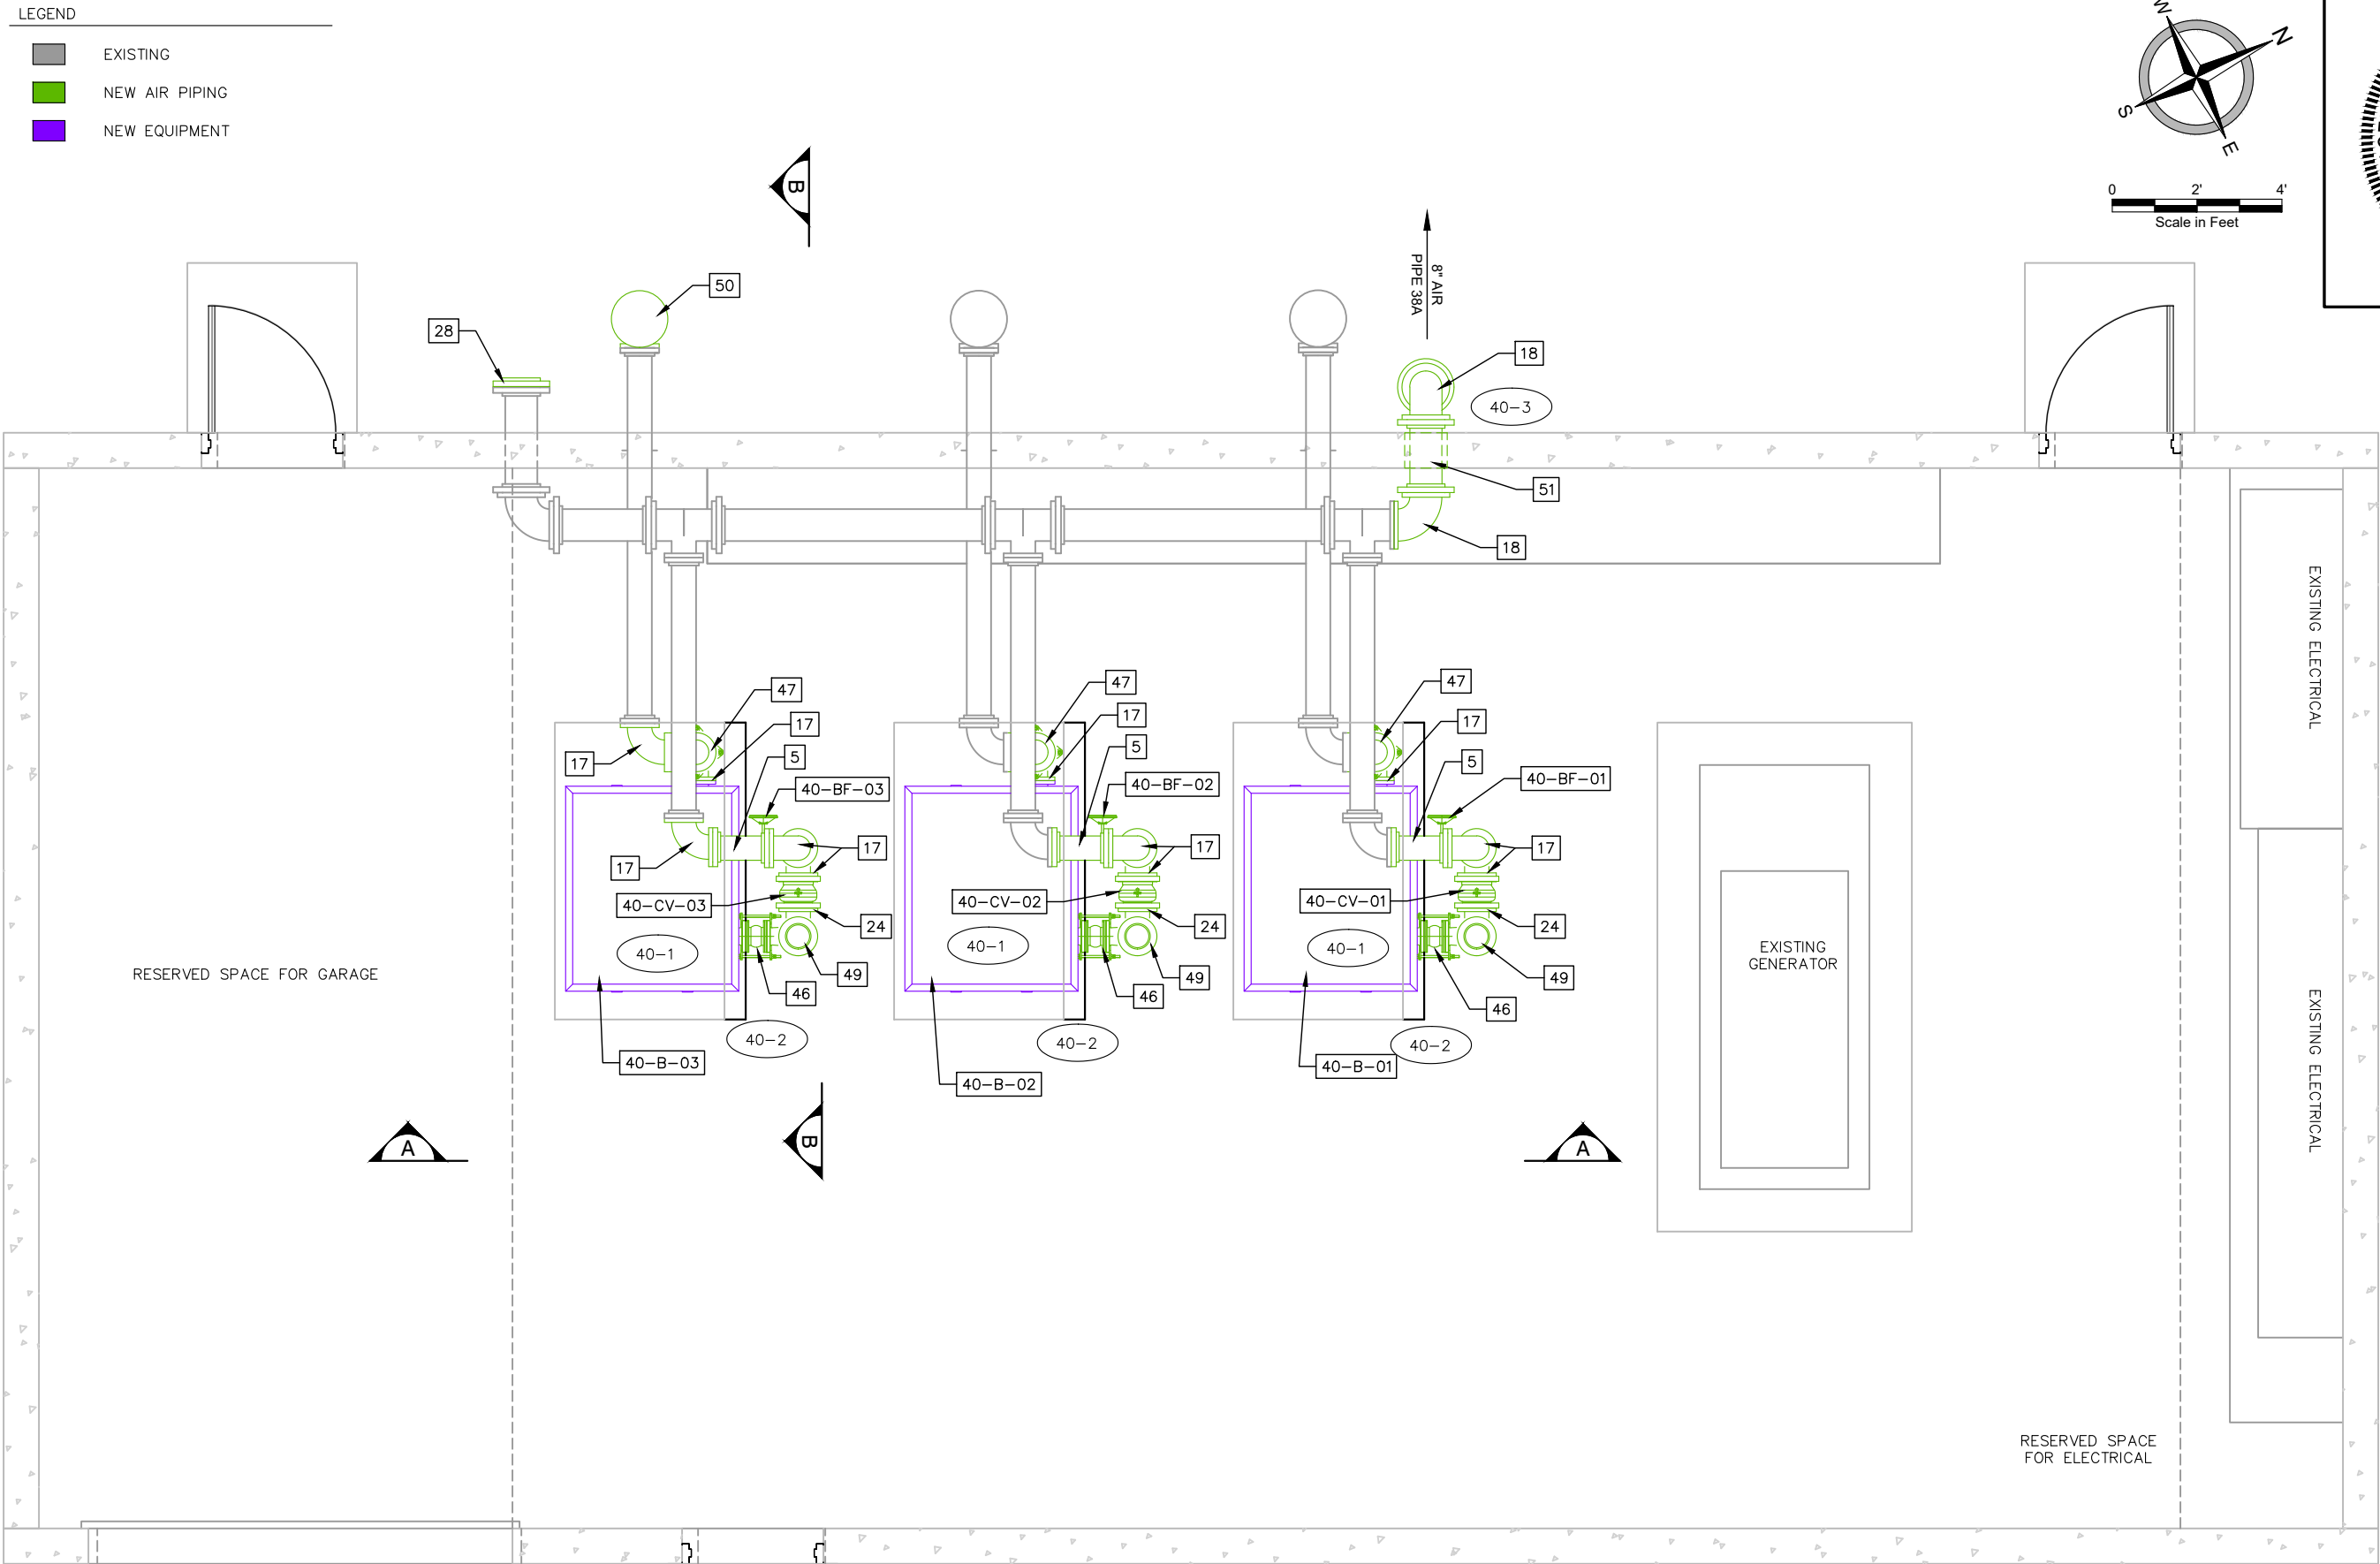 LEGEND
EXISTING
NEW AIR PIPING
NEW EQUIPMENT
W
N
S
E
0 2' 4'
Scale in Feet
B
50
28
8" AIR
PIPE 38A
18
40-3
51
18
EXISTING ELECTRICAL
47
17
5
17
40-BF-03
17
17
40-CV-03
24
40-1
49
46
40-2
40-B-03
47
17
5
40-BF-02
17
40-CV-02
24
40-1
49
46
40-2
40-B-02
47
17
5
40-BF-01
17
40-CV-01
24
40-1
49
46
40-2
40-B-01
RESERVED SPACE FOR GARAGE
EXISTING
GENERATOR
EXISTING ELECTRICAL
A
B
A
RESERVED SPACE
FOR ELECTRICAL